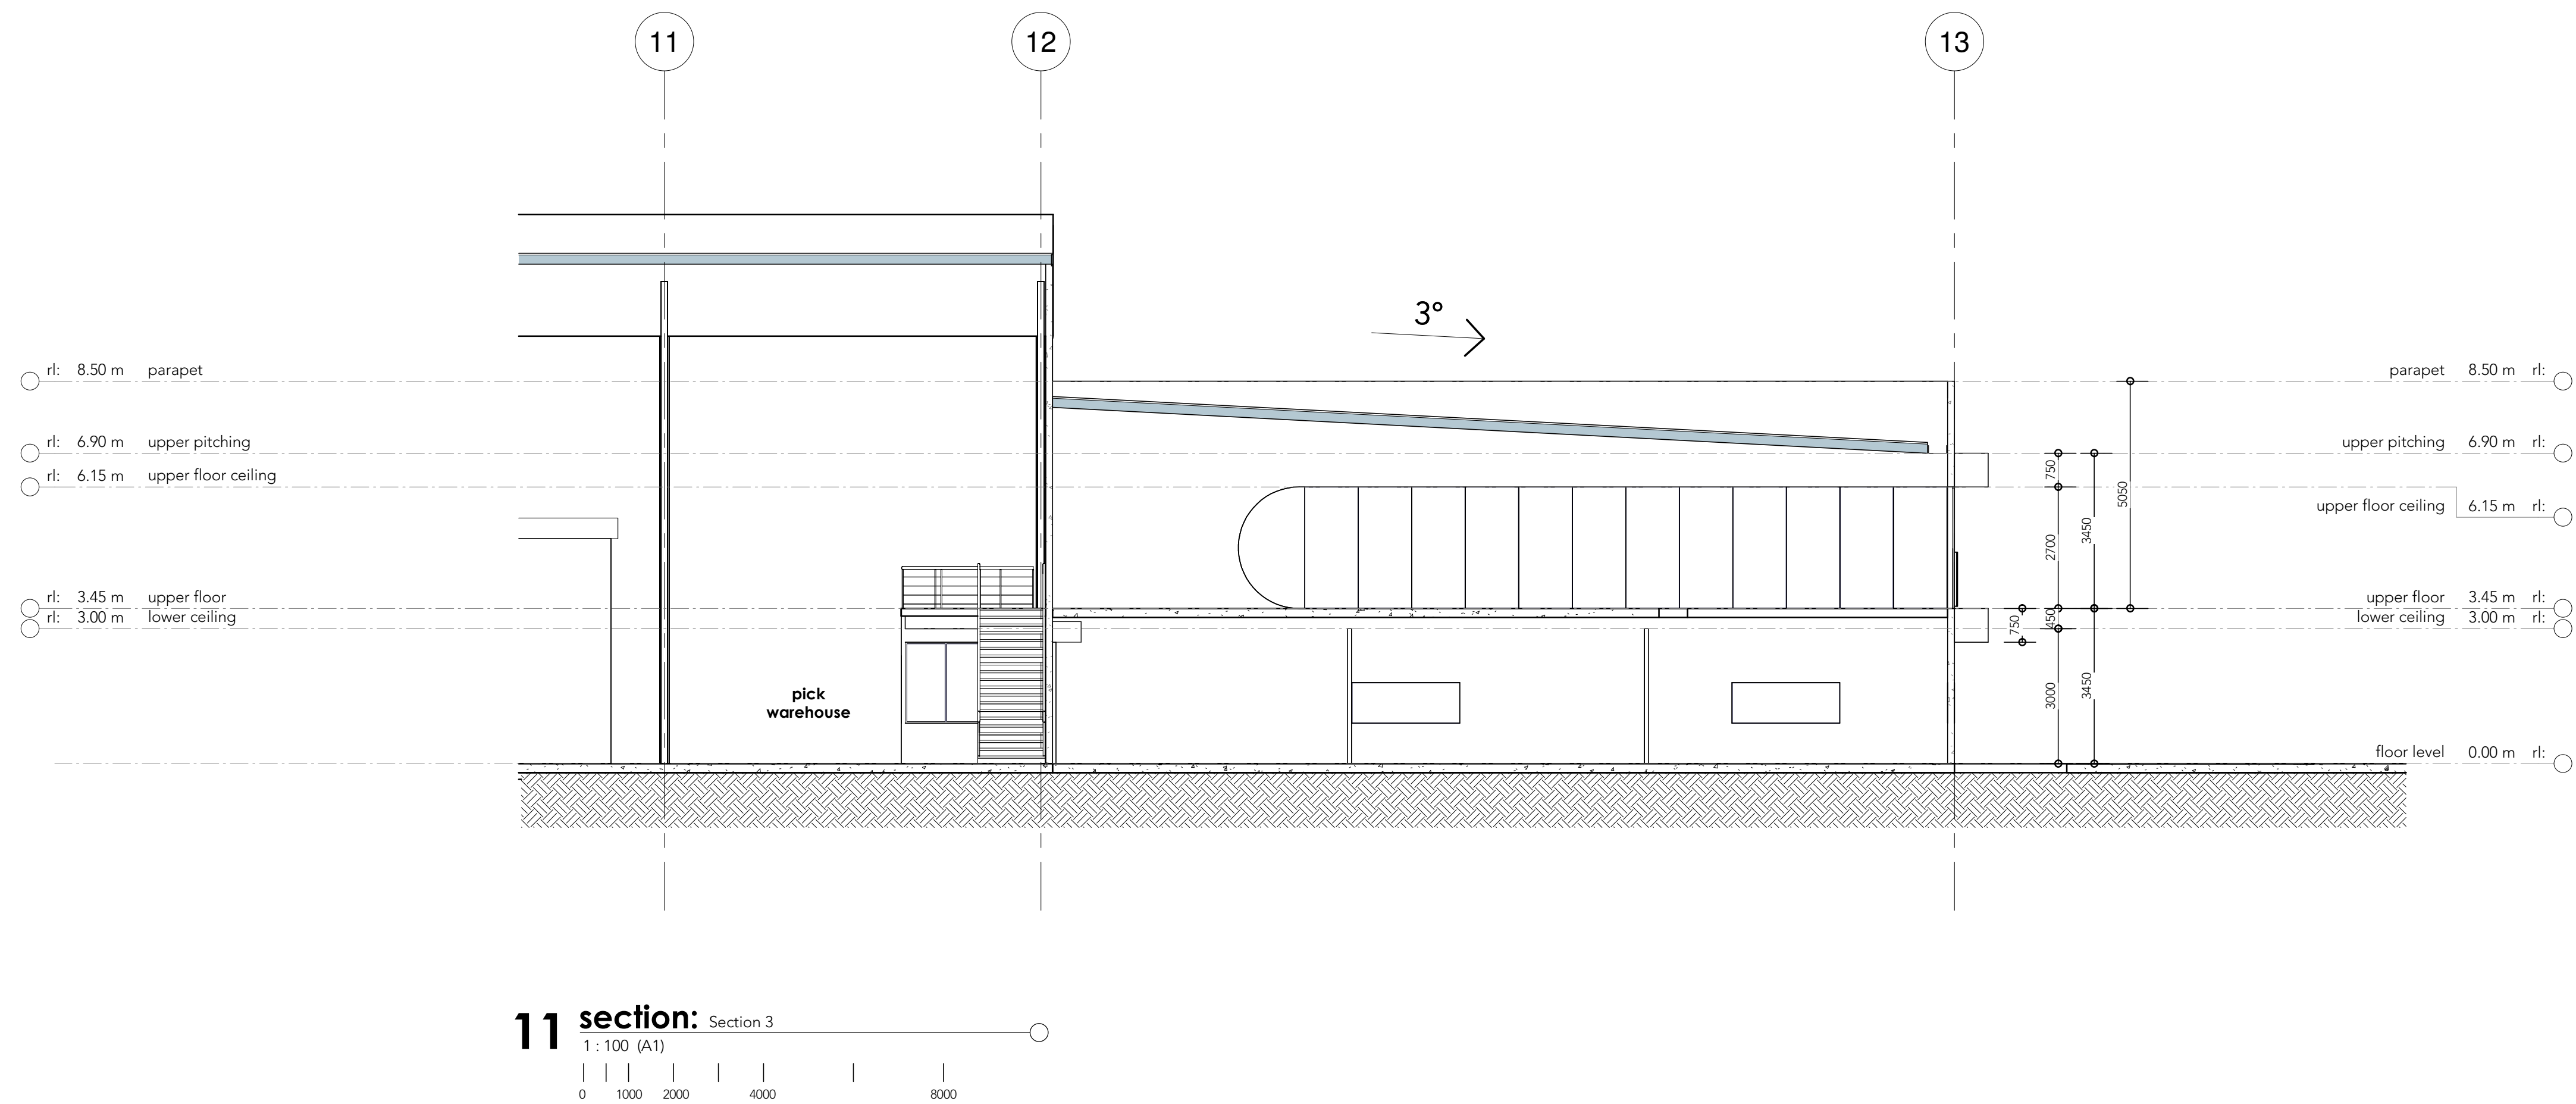 11
12
13
3°
rl: 8.50 m parapet
parapet 8.50 m rl:
rl: 6.90 m upper pitching
upper pitching 6.90 m rl:
rl: 6.15 m upper floor ceiling
upper floor ceiling 6.15 m rl:
rl: 3.45 m upper floor
upper floor 3.45 m rl:
rl: 3.00 m lower ceiling
lower ceiling 3.00 m rl:
floor level 0.00 m rl:
750
5050
3450
2700
450
750
3450
3000
pick
warehouse
11 section: Section 3
1 : 100 (A1)
0 1000 2000 4000 8000